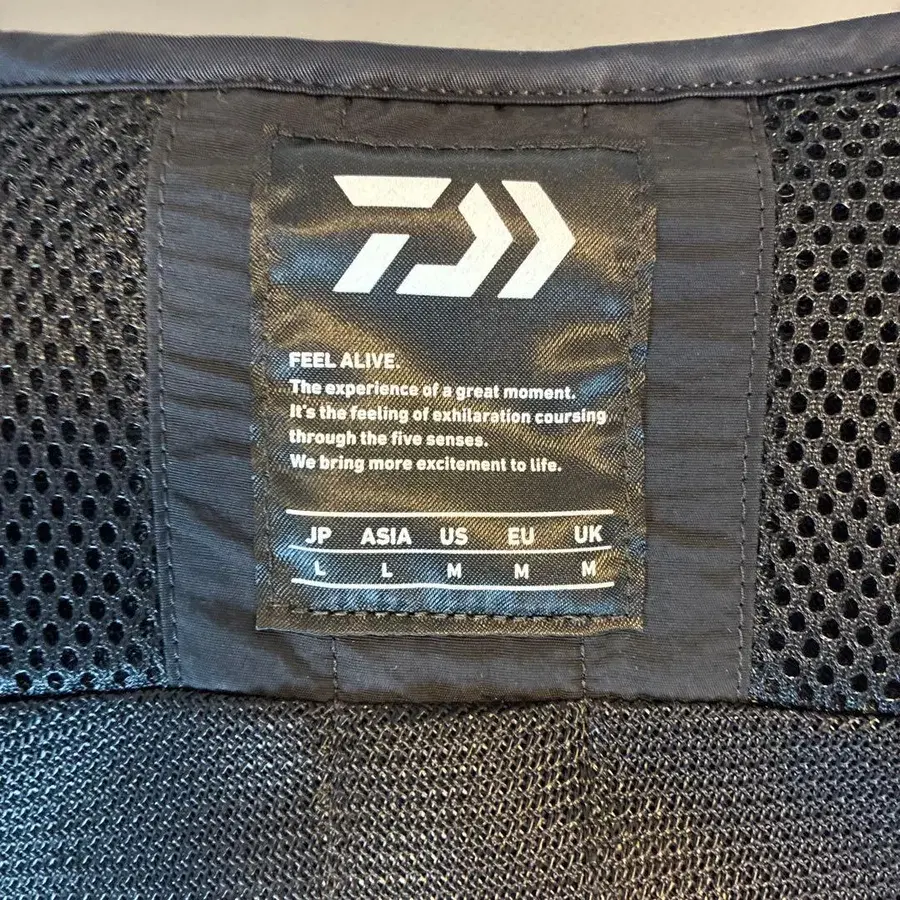 FEEL ALIVE.
The experience of a great moment.
It's the feeling of exhilaration coursing
through the five senses.
We bring more excitement to life.
JP ASIA US EU UK
L L M M M